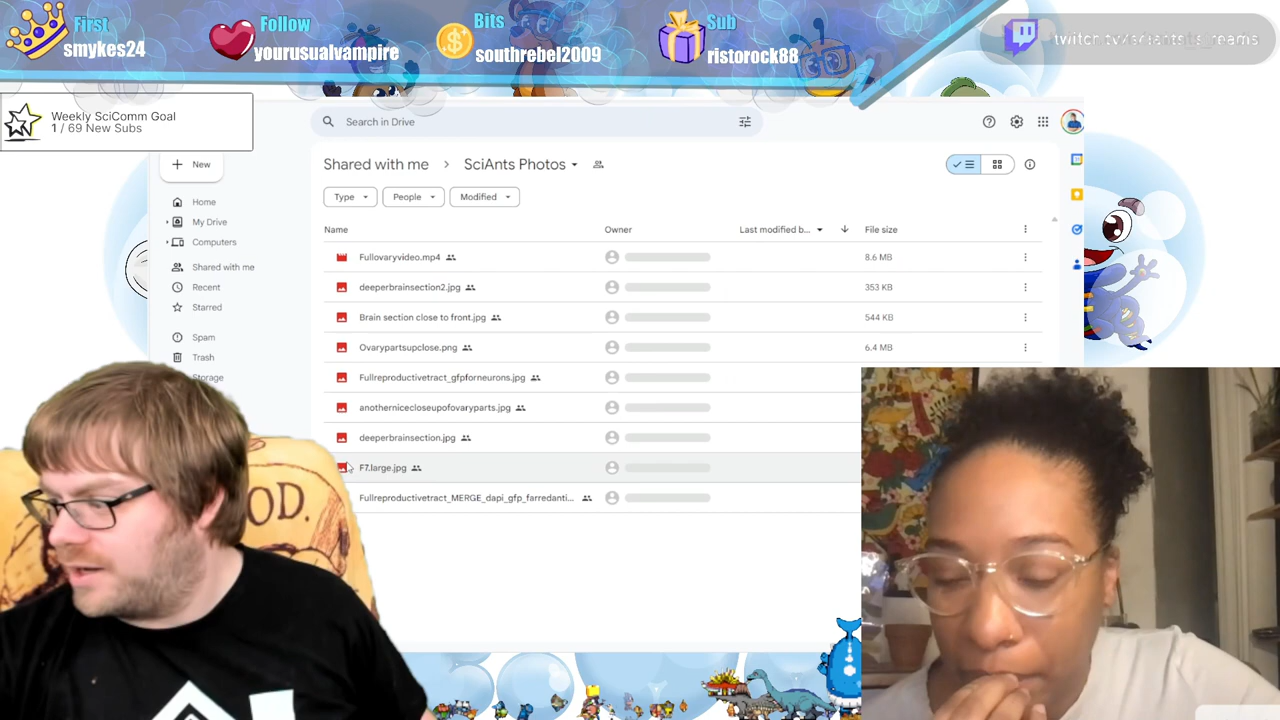 First
smykes24
Follow
yourusualvampire
Bits
southrebel2009
Sub
ristorock88
Weekly SciComm Goal
1 / 69 New Subs
Search in Drive
New
Shared with me
SciAnts Photos
Type
People
Modified
Home
My Drive
Computers
Shared with me
Recent
Starred
Spam
Trash
Storage
Name
Owner
Last modified b...
File size
Fullovaryvideo.mp4
8.6 MB
deeperbrainsection2.jpg
353 KB
Brain section close to front.jpg
544 KB
Ovarypartsupclose.png
6.4 MB
Fullreproductivetract_gfpforneurons.jpg
anothernicecloseupofovaryparts.jpg
deeperbrainsection.jpg
F7.large.jpg
Fullreproductivetract_MERGE_dapi_gfp_farredanti...
OD.